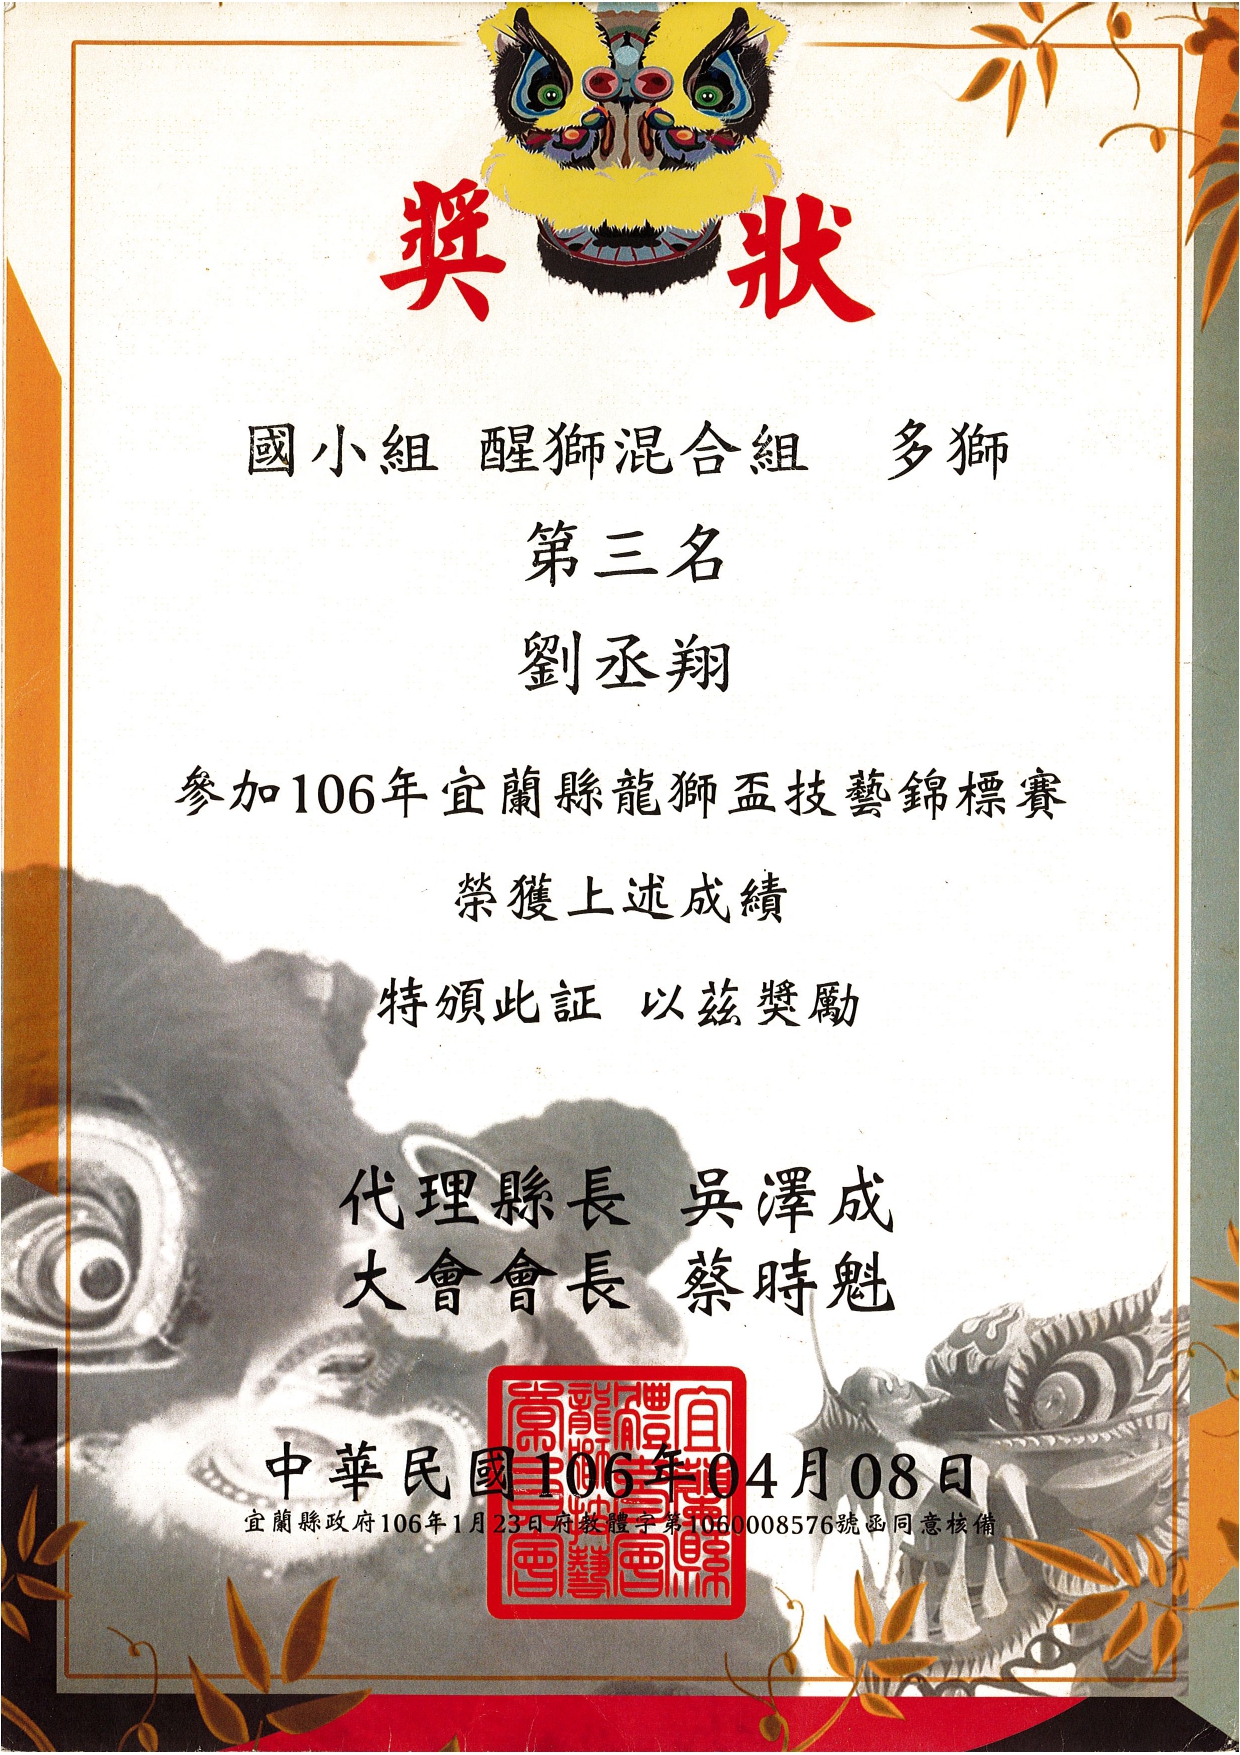 獎狀
國小組 醒獅混合組 多獅
第三名
劉丞翔
參加106年宜蘭縣龍獅盃技藝錦標賽
榮獲上述成績
特頒此証 以茲獎勵
代理縣長 吳澤成
大會會長 蔡時魁
中華民國106年04月08日
宜蘭縣政府106年1月23日府教體字第1060008576號函同意核備
宜蘭縣
體育會
龍獅技藝
委員會